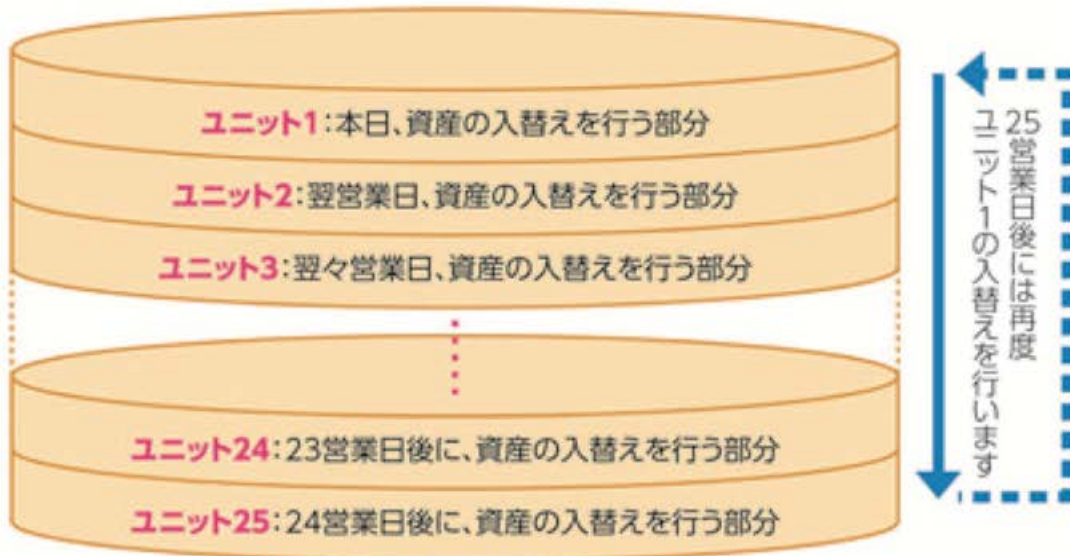 ユニット1:本日、資産の入替えを行う部分
ユニット2:翌営業日、資産の入替えを行う部分
ユニット3:翌々営業日、資産の入替えを行う部分
ユニット24:23営業日後に、資産の入替えを行う部分
ユニット25:24営業日後に、資産の入替えを行う部分
25営業日後には再度
ユニット1の入替えを行います